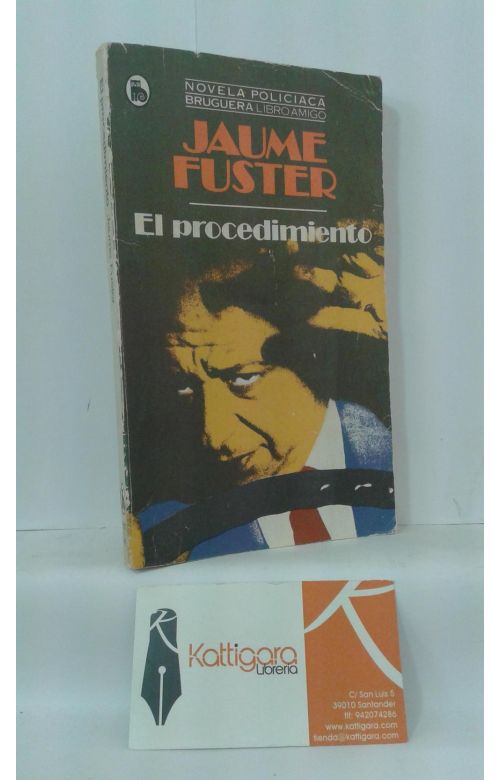 NOVELA POLICIACA
BRUGUERA LIBRO AMIGO
JAUME
FUSTER
El procedimiento
Kattigara
Librería
C/ San Luis 5
39010 Santander
tlf: 942074286
www.kattigara.com
tienda@kattigara.com